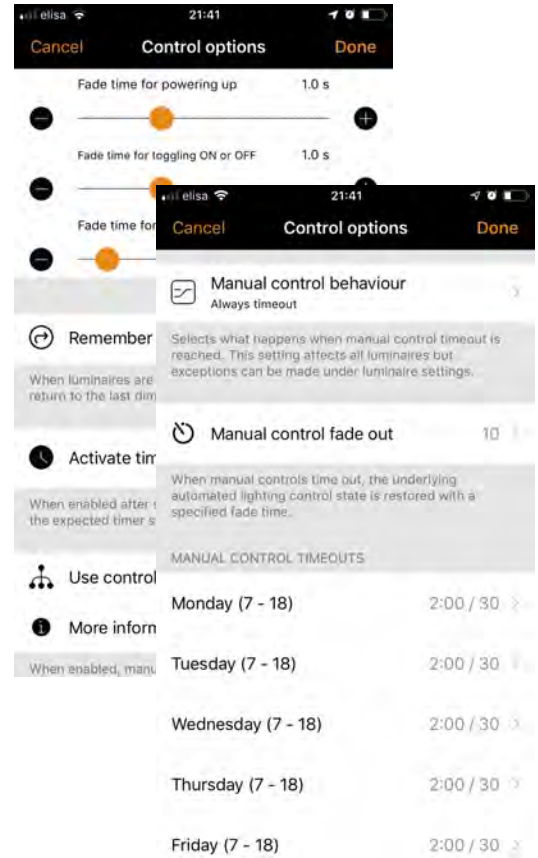 elisa 21:41
Cancel Control options Done
Fade time for powering up 1.0 s
Fade time for toggling ON or OFF 1.0 s
Fade time for
Remember
When luminaires are
return to the last dim
Activate tim
When enabled after
the expected timer s
Use control
More inform
When enabled, manu
elisa 21:41
Cancel Control options Done
Manual control behaviour
Always timeout
Selects what happens when manual control timeout is
reached. This setting affects all luminaires but
exceptions can be made under luminaire settings.
Manual control fade out 10
When manual controls time out, the underlying
automated lighting control state is restored with a
specified fade time.
MANUAL CONTROL TIMEOUTS
Monday (7 - 18) 2:00 / 30
Tuesday (7 - 18) 2:00 / 30
Wednesday (7 - 18) 2:00 / 30
Thursday (7 - 18) 2:00 / 30
Friday (7 - 18) 2:00 / 30